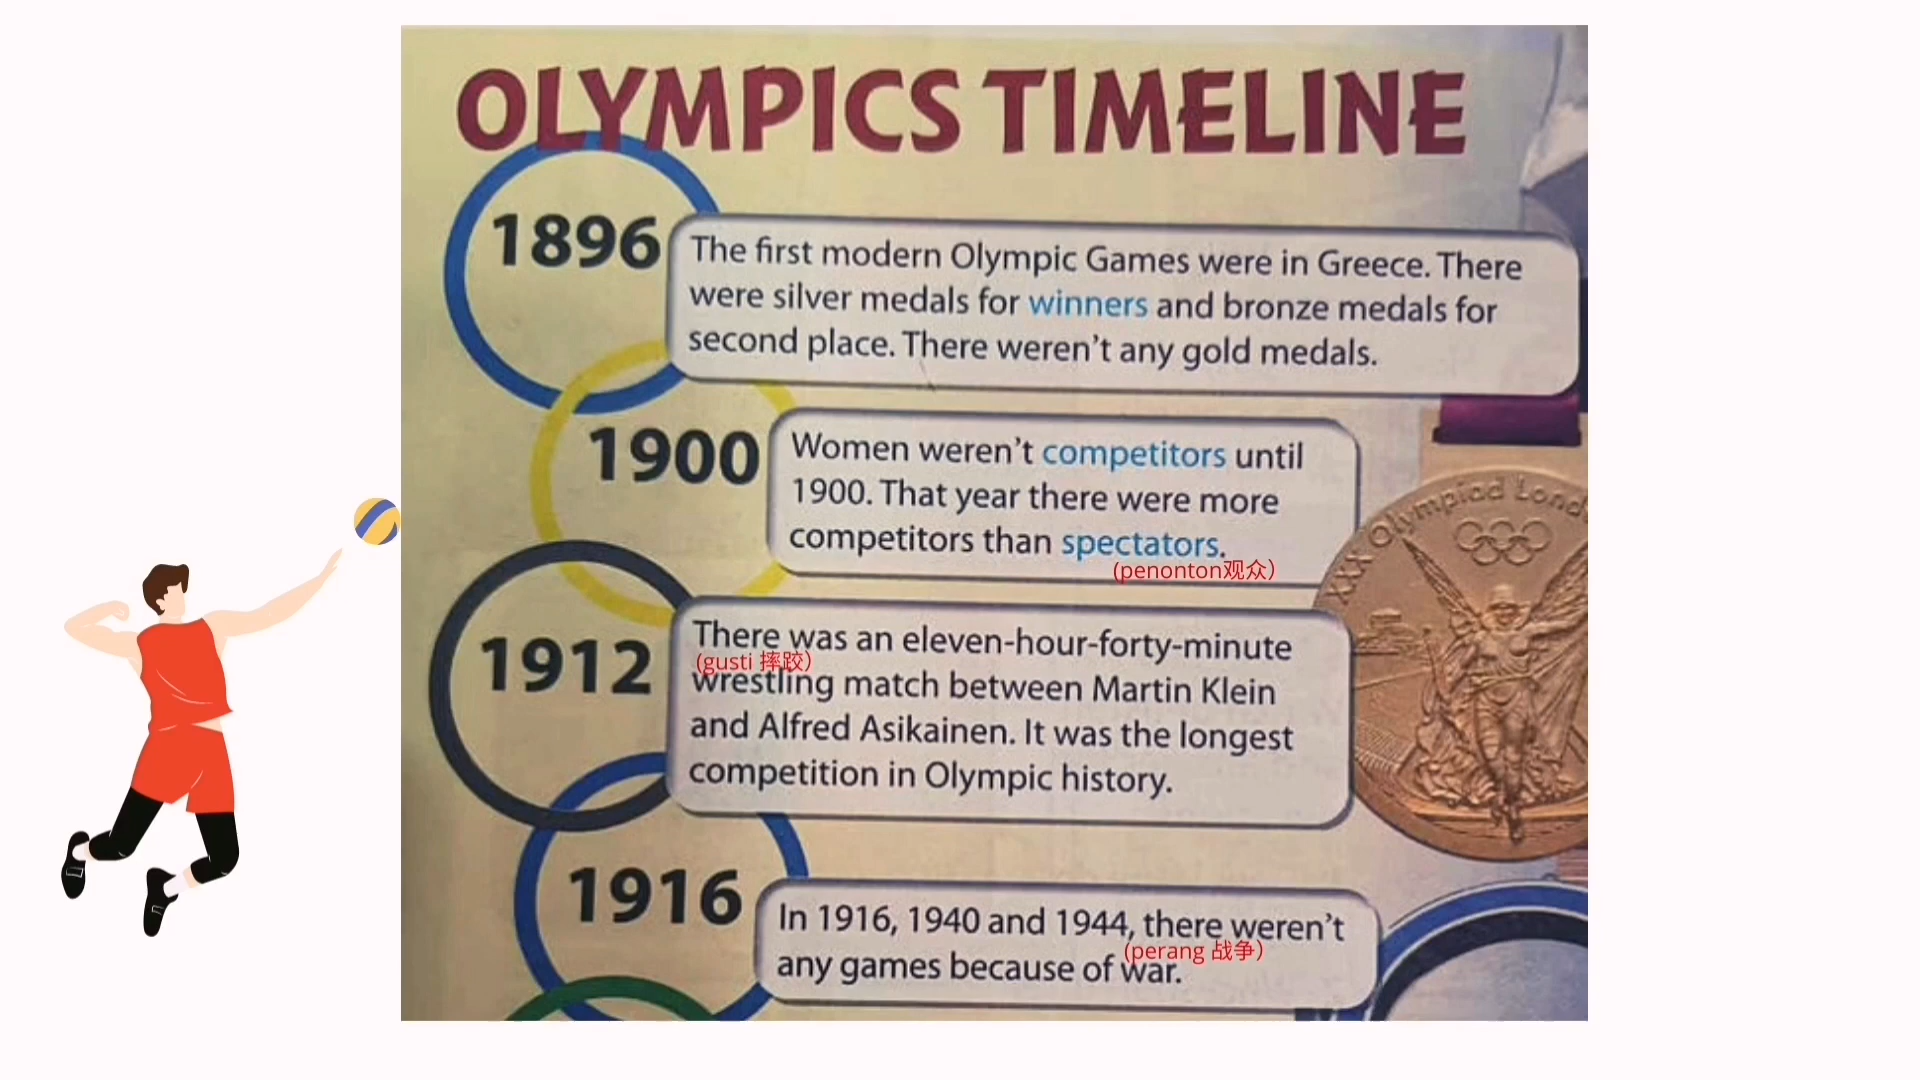 OLYMPICS TIMELINE
1896
The first modern Olympic Games were in Greece. There
were silver medals for winners and bronze medals for
second place. There weren't any gold medals.
1900
Women weren't competitors until
1900. That year there were more
competitors than spectators.
(penonton观众）
XXX Olympiad Lond
1912
There was an eleven-hour-forty-minute
(gusti 摔跤）
wrestling match between Martin Klein
and Alfred Asikainen. It was the longest
competition in Olympic history.
1916
In 1916, 1940 and 1944, there weren't
(perang 战争）
any games because of war.